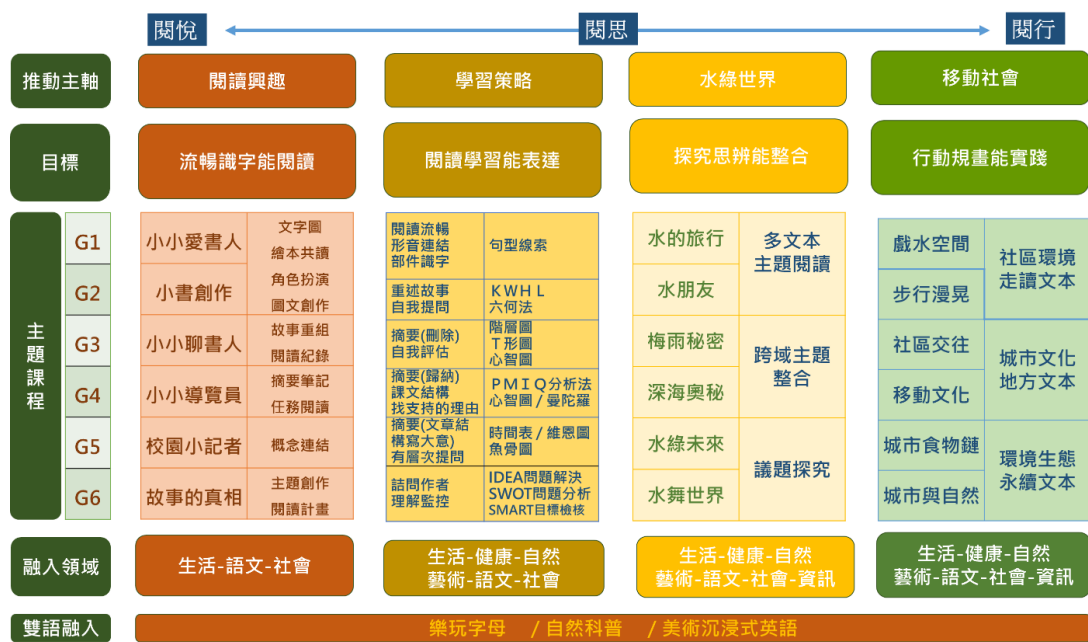 閱悅
閱思
閱行
推動主軸
閱讀興趣
學習策略
水綠世界
移動社會
目標
流暢識字能閱讀
閱讀學習能表達
探究思辨能整合
行動規畫能實踐
主題課程
G1
小小愛書人
文字圖
繪本共讀
閱讀流暢
形音連結
部件識字
句型線索
水的旅行
多文本
主題閱讀
戲水空間
社區環境
走讀文本
G2
小書創作
角色扮演
圖文創作
重述故事
自我提問
KWHL
六何法
水朋友
步行漫晃
G3
小小聊書人
故事重組
閱讀紀錄
摘要(刪除)
自我評估
階層圖
T形圖
心智圖
梅雨秘密
跨域主題
整合
社區交往
城市文化
地方文本
G4
小小導覽員
摘要筆記
任務閱讀
摘要(歸納)
課文結構
找支持的理由
PMIQ分析法
心智圖/曼陀羅
深海奧秘
移動文化
G5
校園小記者
概念連結
摘要(文章結
構寫大意)
有層次提問
時間表/維恩圖
魚骨圖
水綠未來
議題探究
城市食物鏈
環境生態
永續文本
G6
故事的真相
主題創作
閱讀計畫
詰問作者
理解監控
IDEA問題解決
SWOT問題分析
SMART目標檢核
水舞世界
城市與自然
融入領域
生活-語文-社會
生活-健康-自然
藝術-語文-社會
生活-健康-自然
藝術-語文-社會-資訊
生活-健康-自然
藝術-語文-社會-資訊
雙語融入
樂玩字母 /自然科普 /美術沉浸式英語